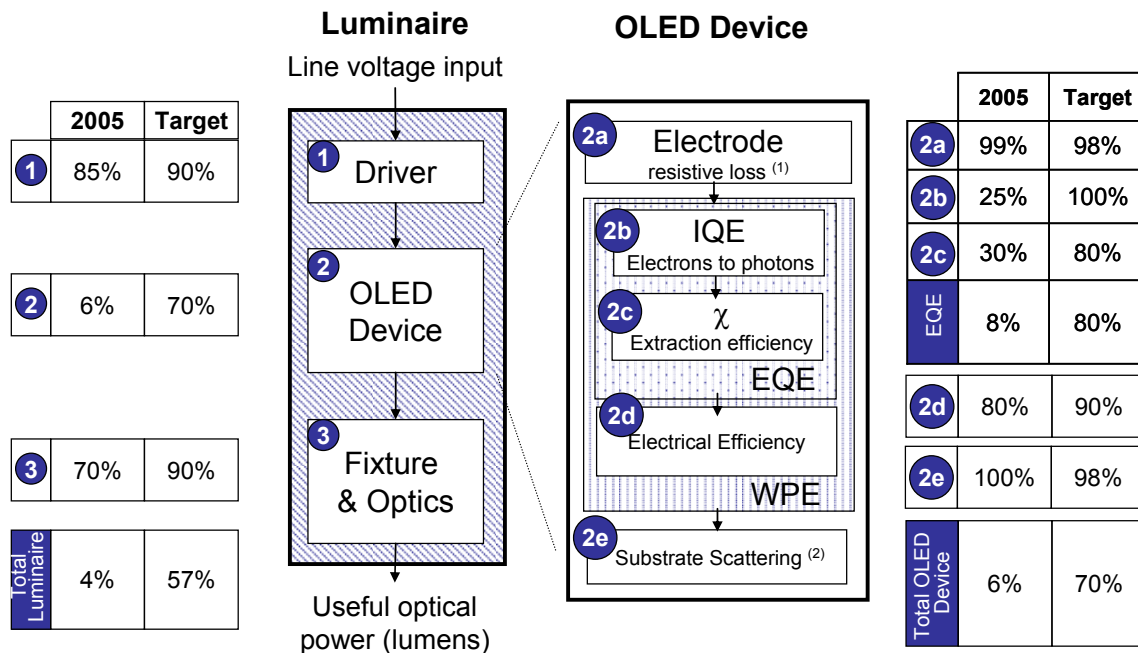 Luminaire
OLED Device
Line voltage input
2005 Target
1 85% 90%
2 6% 70%
3 70% 90%
Total
Luminaire
4% 57%
1
Driver
2
OLED
Device
3
Fixture
& Optics
Useful optical
power (lumens)
2a
Electrode
resistive loss (1)
2b
IQE
Electrons to photons
2c
χ
Extraction efficiency
EQE
2d
Electrical Efficiency
WPE
2e
Substrate Scattering (2)
2005 Target
2a 99% 98%
2b 25% 100%
2c 30% 80%
EQE 8% 80%
2d 80% 90%
2e 100% 98%
Total OLED
Device
6% 70%